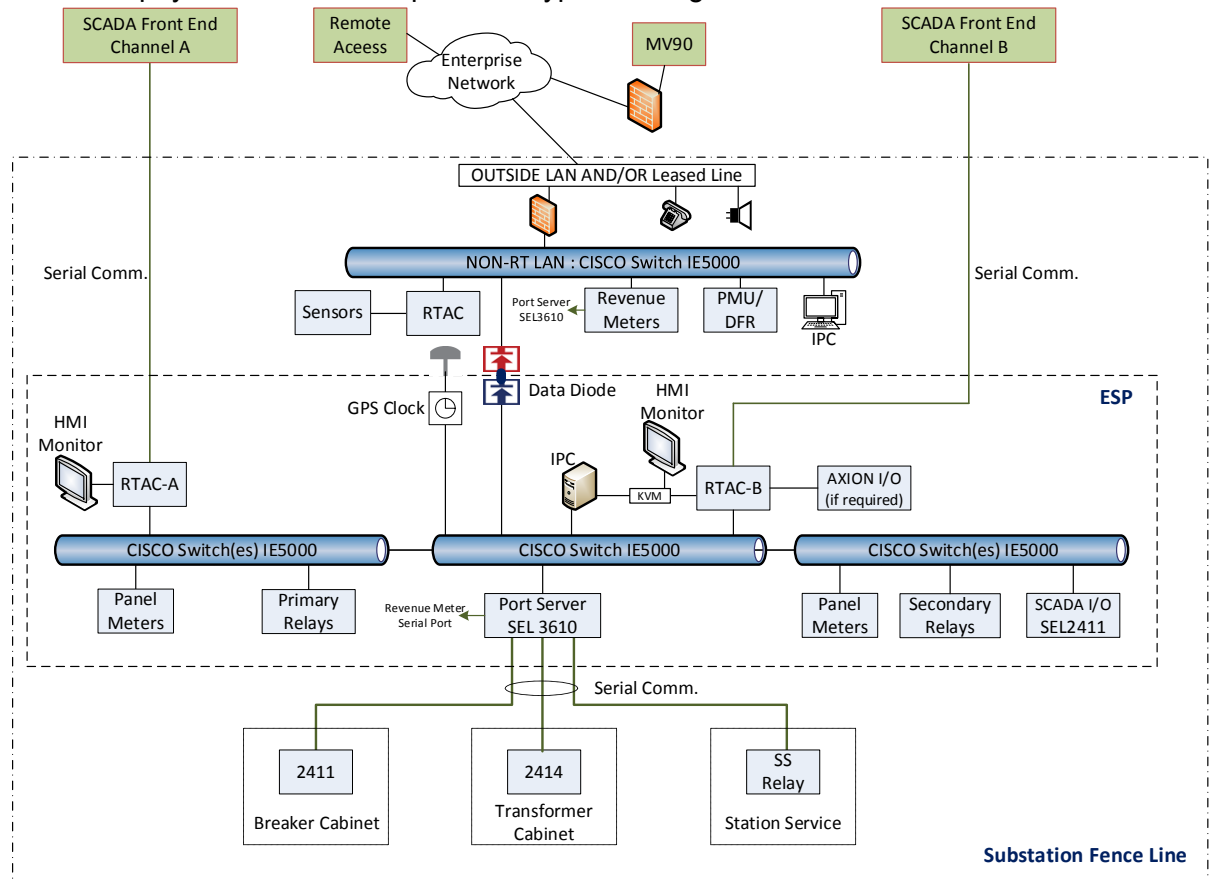 SCADA Front End
Channel A
Remote
Aceess
MV90
SCADA Front End
Channel B
Enterprise
Network
OUTSIDE LAN AND/OR Leased Line
Serial Comm.
Serial Comm.
NON-RT LAN : CISCO Switch IE5000
Sensors
RTAC
Port Server
SEL3610
Revenue
Meters
PMU/
DFR
IPC
GPS Clock
Data Diode
HMI
Monitor
ESP
HMI
Monitor
RTAC-A
IPC
KVM
RTAC-B
AXION I/O
(if required)
CISCO Switch(es) IE5000
CISCO Switch IE5000
CISCO Switch(es) IE5000
Panel
Meters
Primary
Relays
Revenue Meter
Serial Port
Port Server
SEL 3610
Panel
Meters
Secondary
Relays
SCADA I/O
SEL2411
Serial Comm.
2411
Breaker Cabinet
2414
Transformer
Cabinet
SS
Relay
Station Service
Substation Fence Line